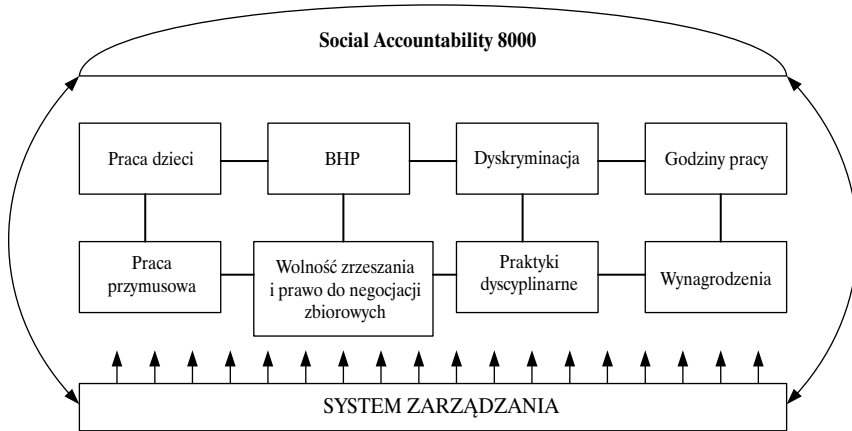 Social Accountability 8000
Praca dzieci
BHP
Dyskryminacja
Godziny pracy
Praca
przymusowa
Wolność zrzeszania
i prawo do negocjacji
zbiorowych
Praktyki
dyscyplinarne
Wynagrodzenia
SYSTEM ZARZĄDZANIA